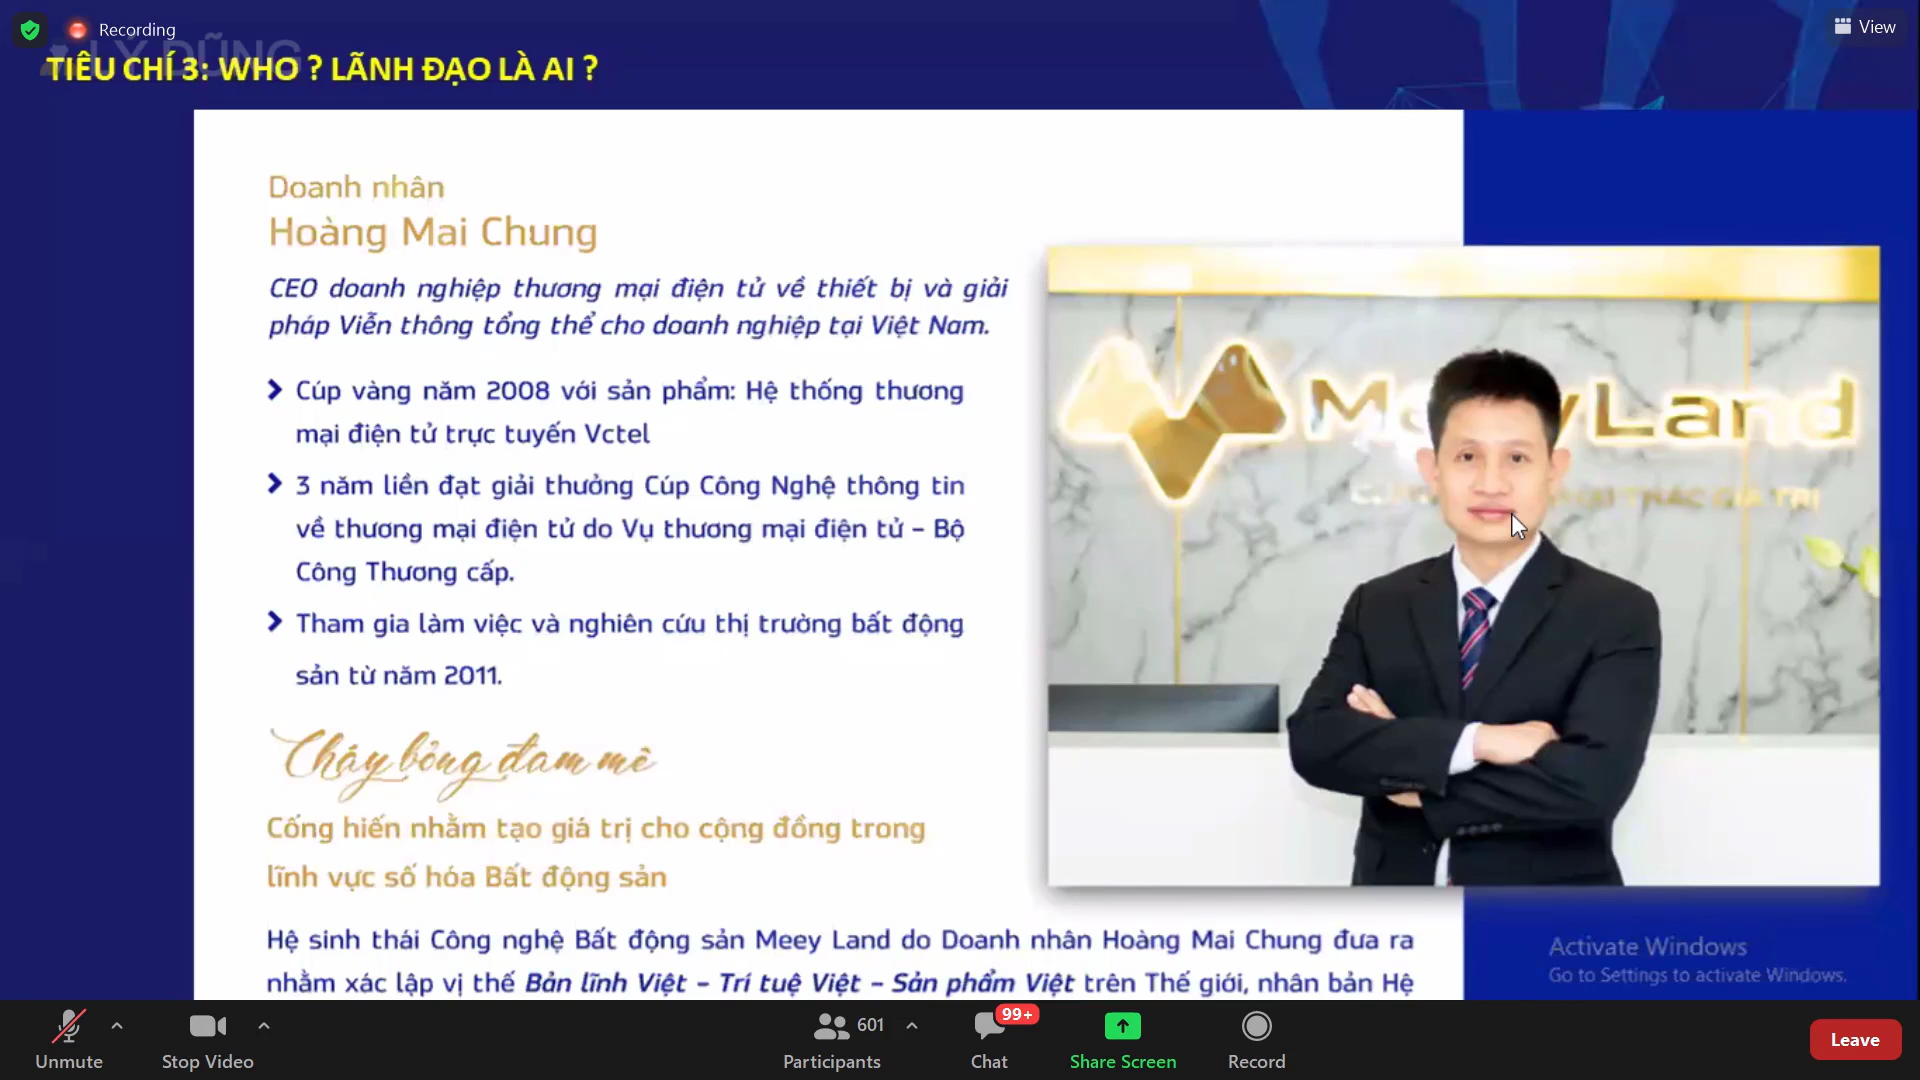 Recording
View
LÝ DŨNG
TIÊU CHÍ 3: WHO ? LÃNH ĐẠO LÀ AI ?
Doanh nhân
Hoàng Mai Chung
CEO doanh nghiệp thương mại điện tử về thiết bị và giải
pháp Viễn thông tổng thể cho doanh nghiệp tại Việt Nam.
Cúp vàng năm 2008 với sản phẩm: Hệ thống thương
mại điện tử trực tuyến Vctel
3 năm liền đạt giải thưởng Cúp Công Nghệ thông tin
về thương mại điện tử do Vụ thương mại điện tử – Bộ
Công Thương cấp.
Tham gia làm việc và nghiên cứu thị trường bất động
sản từ năm 2011.
Cháy bỏng đam mê
Cống hiến nhằm tạo giá trị cho cộng đồng trong
lĩnh vực số hóa Bất động sản
Hệ sinh thái Công nghệ Bất động sản Meey Land do Doanh nhân Hoàng Mai Chung đưa ra
nhằm xác lập vị thế Bản lĩnh Việt – Trí tuệ Việt – Sản phẩm Việt trên Thế giới, nhân bản Hệ
MeeyLand
THÁC GIÁ TRỊ
Activate Windows
Go to Settings to activate Windows.
Unmute
Stop Video
601
Participants
99+
Chat
Share Screen
Record
Leave